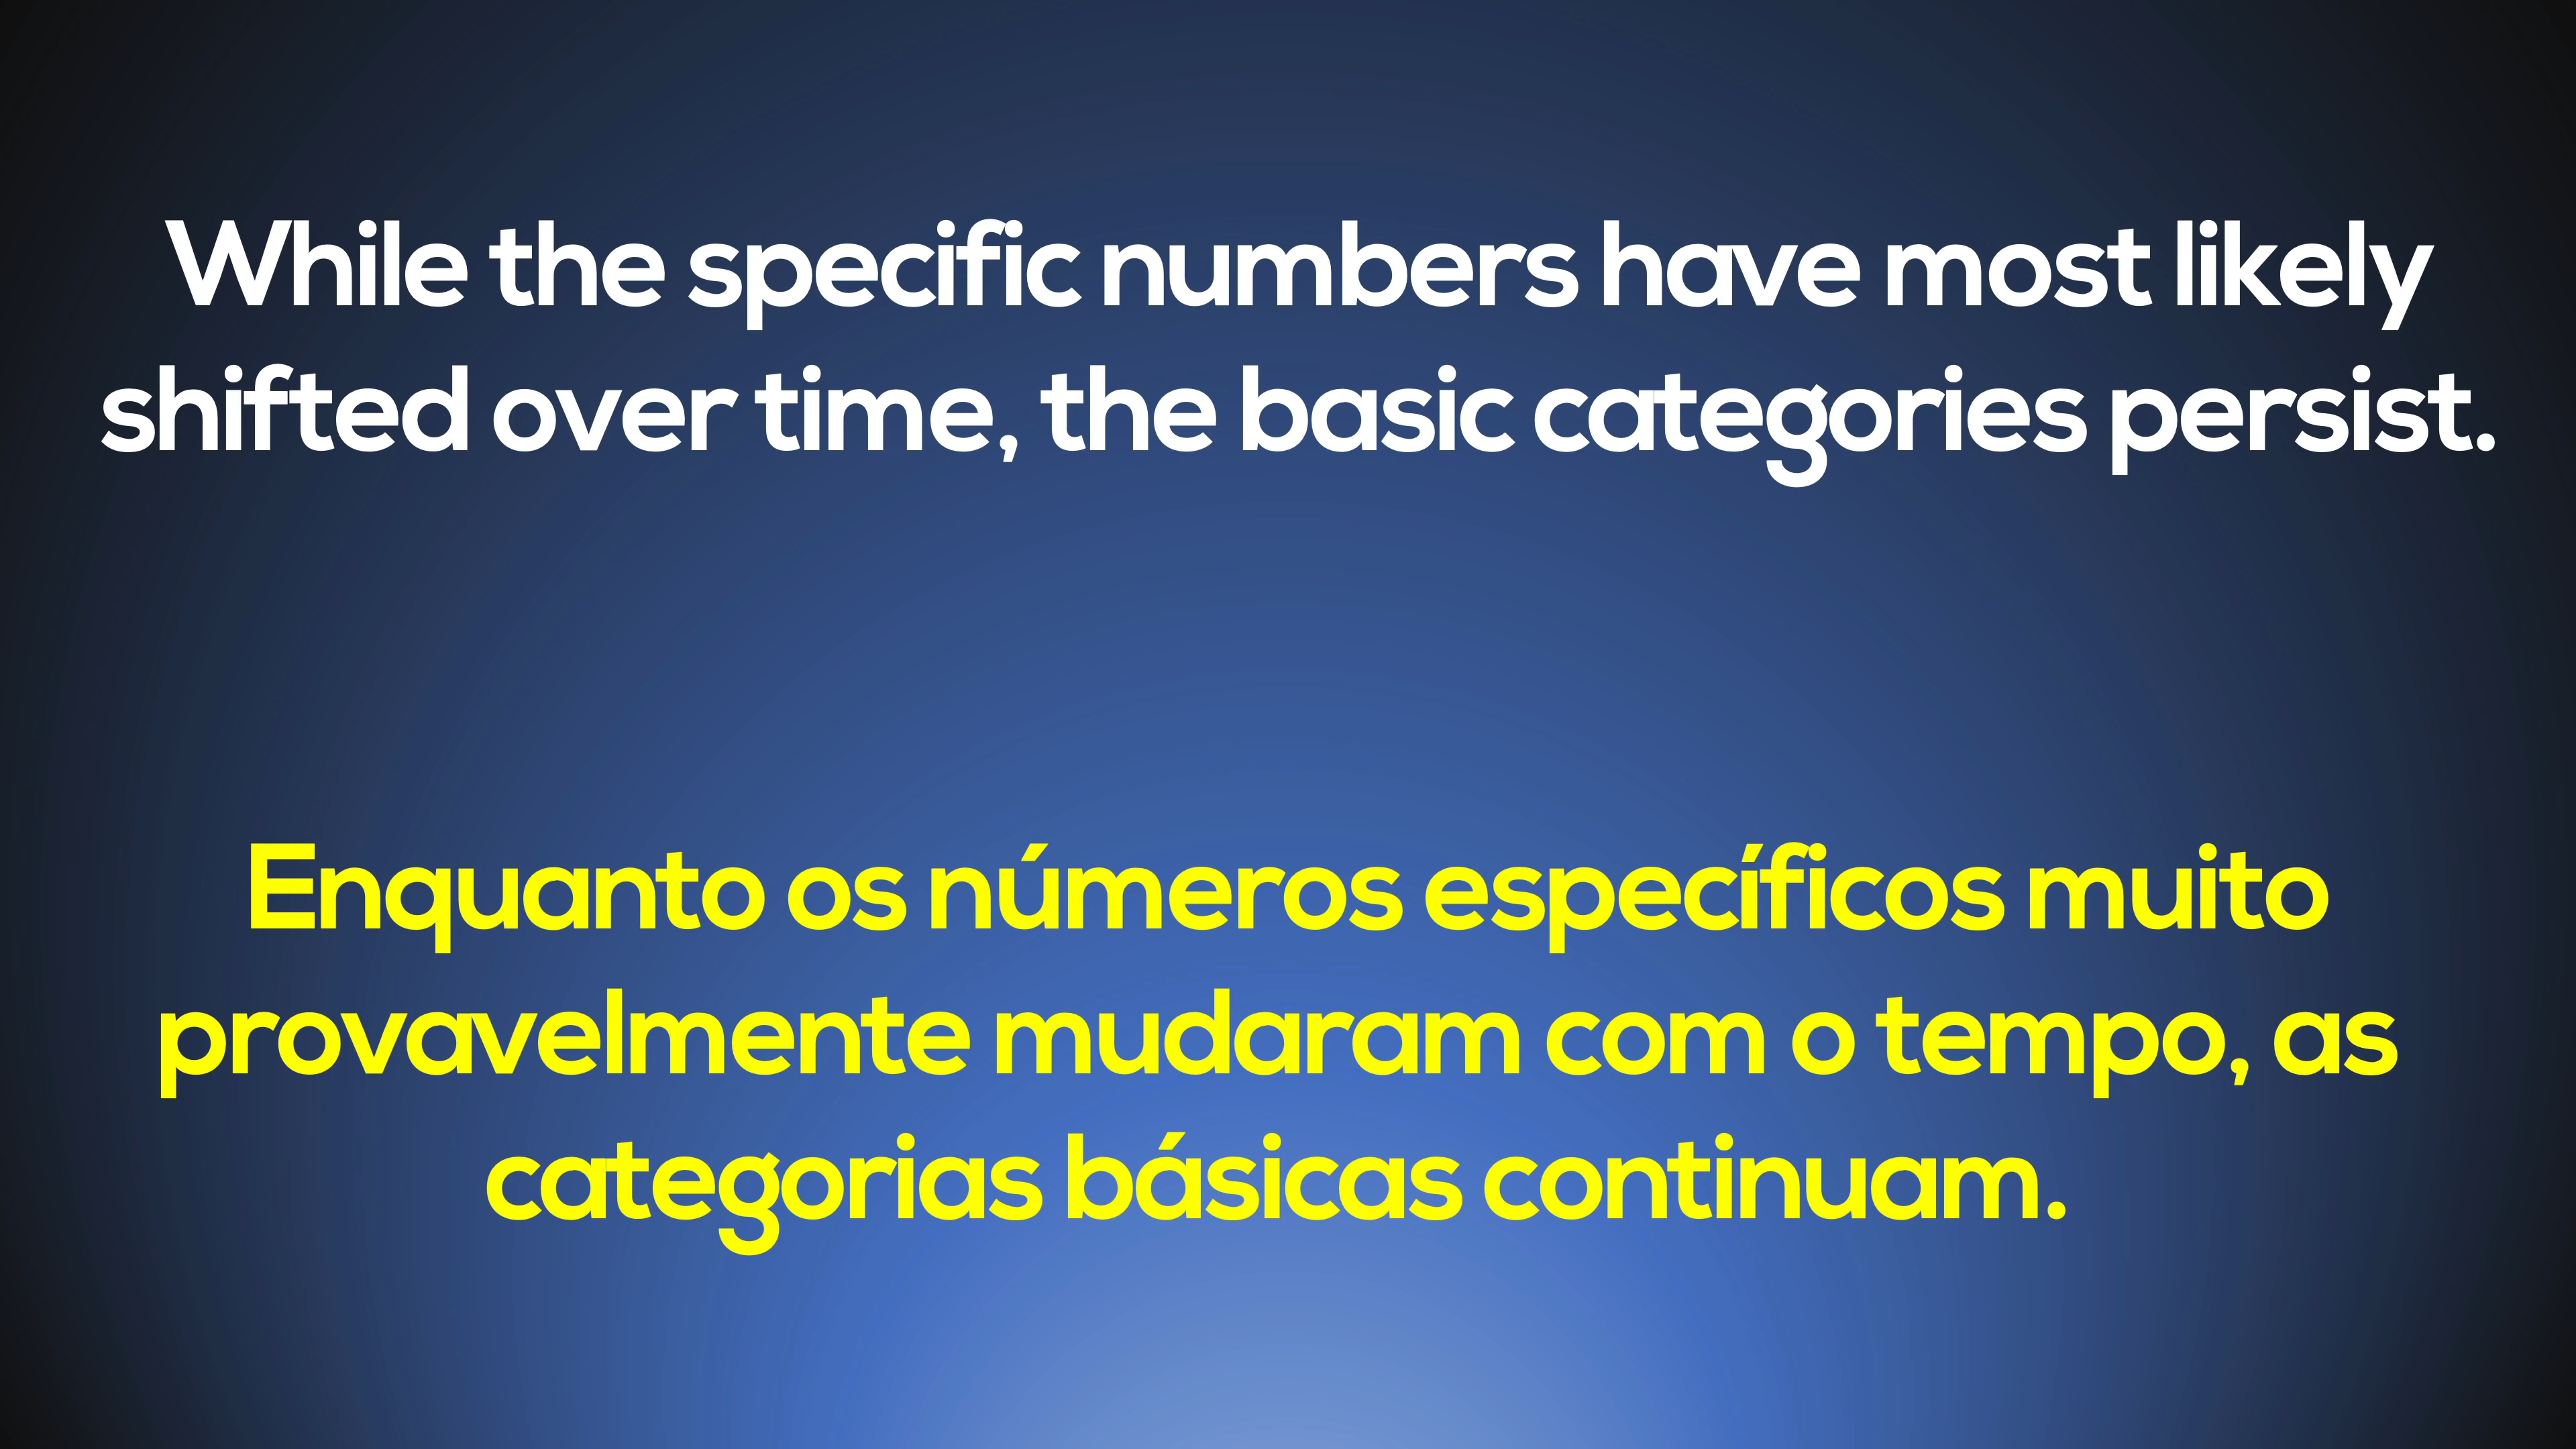 While the specific numbers have most likely
shifted over time, the basic categories persist.
Enquanto os números específicos muito
provavelmente mudaram com o tempo, as
categorias básicas continuam.